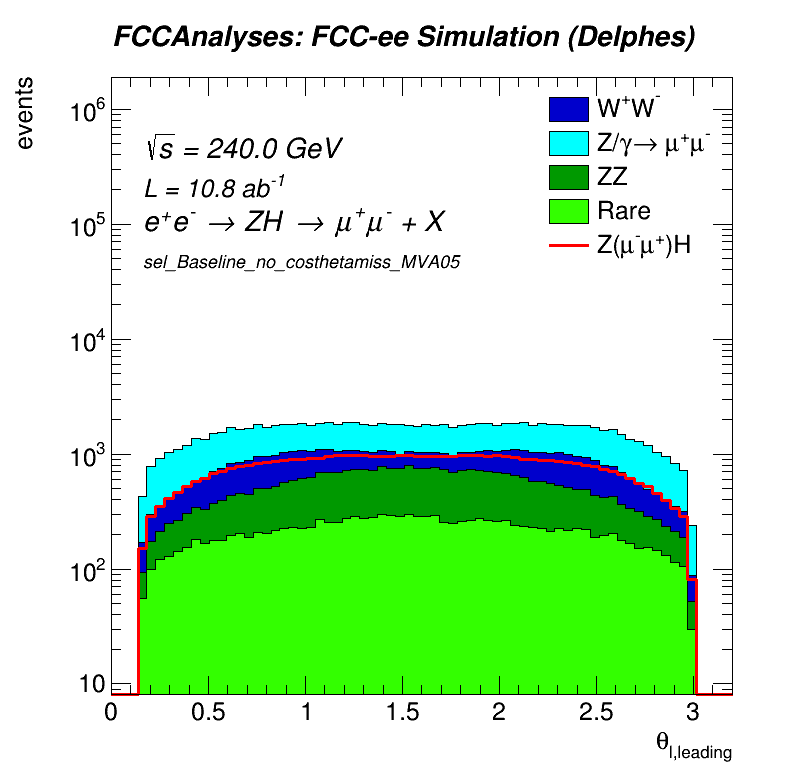 FCCAnalyses: FCC-ee Simulation (Delphes)
events
10⁶
10⁵
10⁴
10³
10²
10
√s = 240.0 GeV
L = 10.8 ab⁻¹
e⁺e⁻ → ZH → μ⁺μ⁻ + X
sel_Baseline_no_costhetamiss_MVA05
W⁺W⁻
Z/γ→ μ⁺μ⁻
ZZ
Rare
Z(μ⁻μ⁺)H
0 0.5 1 1.5 2 2.5 3
θ_l,leading